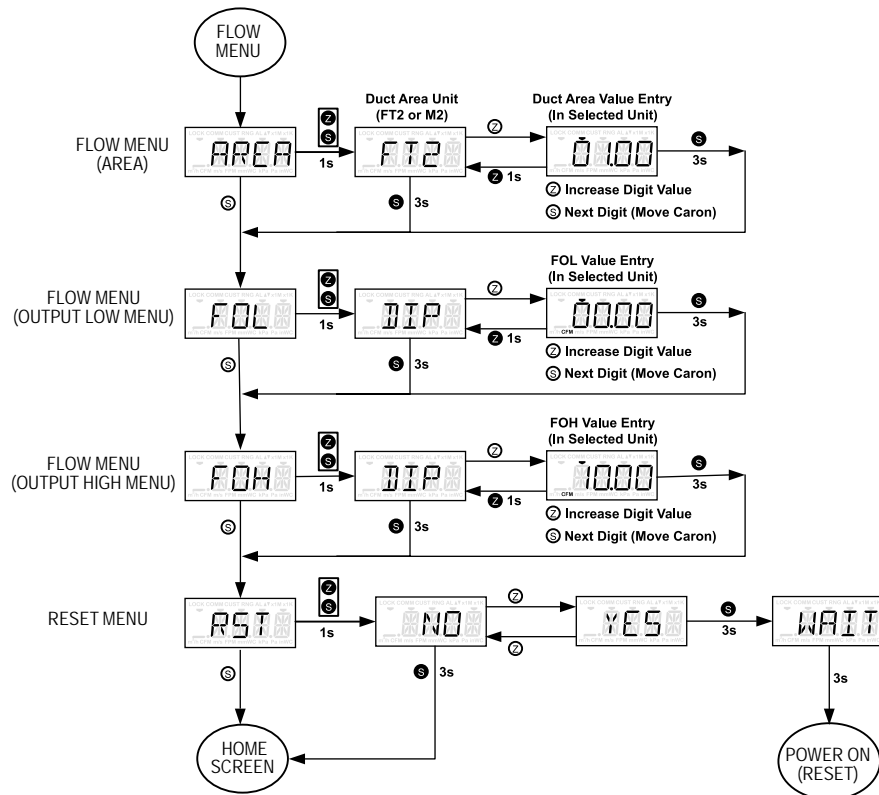 FLOW
MENU
Duct Area Unit
(FT2 or M2)
Duct Area Value Entry
(In Selected Unit)
FLOW MENU
(AREA)
AREA
Z
S
1s
FT2
Z
Z 1s
01.00
S
3s
Z Increase Digit Value
S Next Digit (Move Caron)
S
S 3s
FOL Value Entry
(In Selected Unit)
FLOW MENU
(OUTPUT LOW MENU)
FOL
Z
S
1s
DIP
Z
Z 1s
00.00
CFM
S
3s
Z Increase Digit Value
S Next Digit (Move Caron)
S
S 3s
FOH Value Entry
(In Selected Unit)
FLOW MENU
(OUTPUT HIGH MENU)
FOH
Z
S
1s
DIP
Z
Z 1s
10.00
CFM
S
3s
Z Increase Digit Value
S Next Digit (Move Caron)
S
S 3s
RESET MENU
RST
Z
S
1s
NO
Z
Z
YES
S
3s
WAIT
S
S 3s
3s
HOME
SCREEN
POWER ON
(RESET)